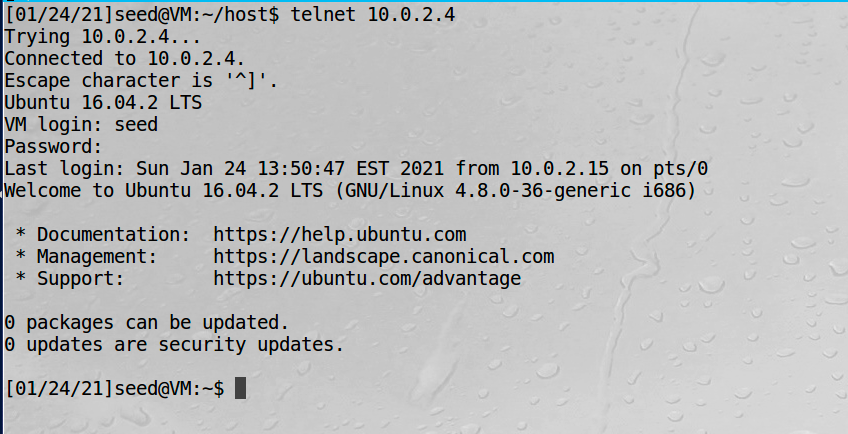 [01/24/21]seed@VM:~/host$ telnet 10.0.2.4
Trying 10.0.2.4...
Connected to 10.0.2.4.
Escape character is '^]'.
Ubuntu 16.04.2 LTS
VM login: seed
Password:
Last login: Sun Jan 24 13:50:47 EST 2021 from 10.0.2.15 on pts/0
Welcome to Ubuntu 16.04.2 LTS (GNU/Linux 4.8.0-36-generic i686)

 * Documentation:  https://help.ubuntu.com
 * Management:     https://landscape.canonical.com
 * Support:        https://ubuntu.com/advantage

0 packages can be updated.
0 updates are security updates.

[01/24/21]seed@VM:~$